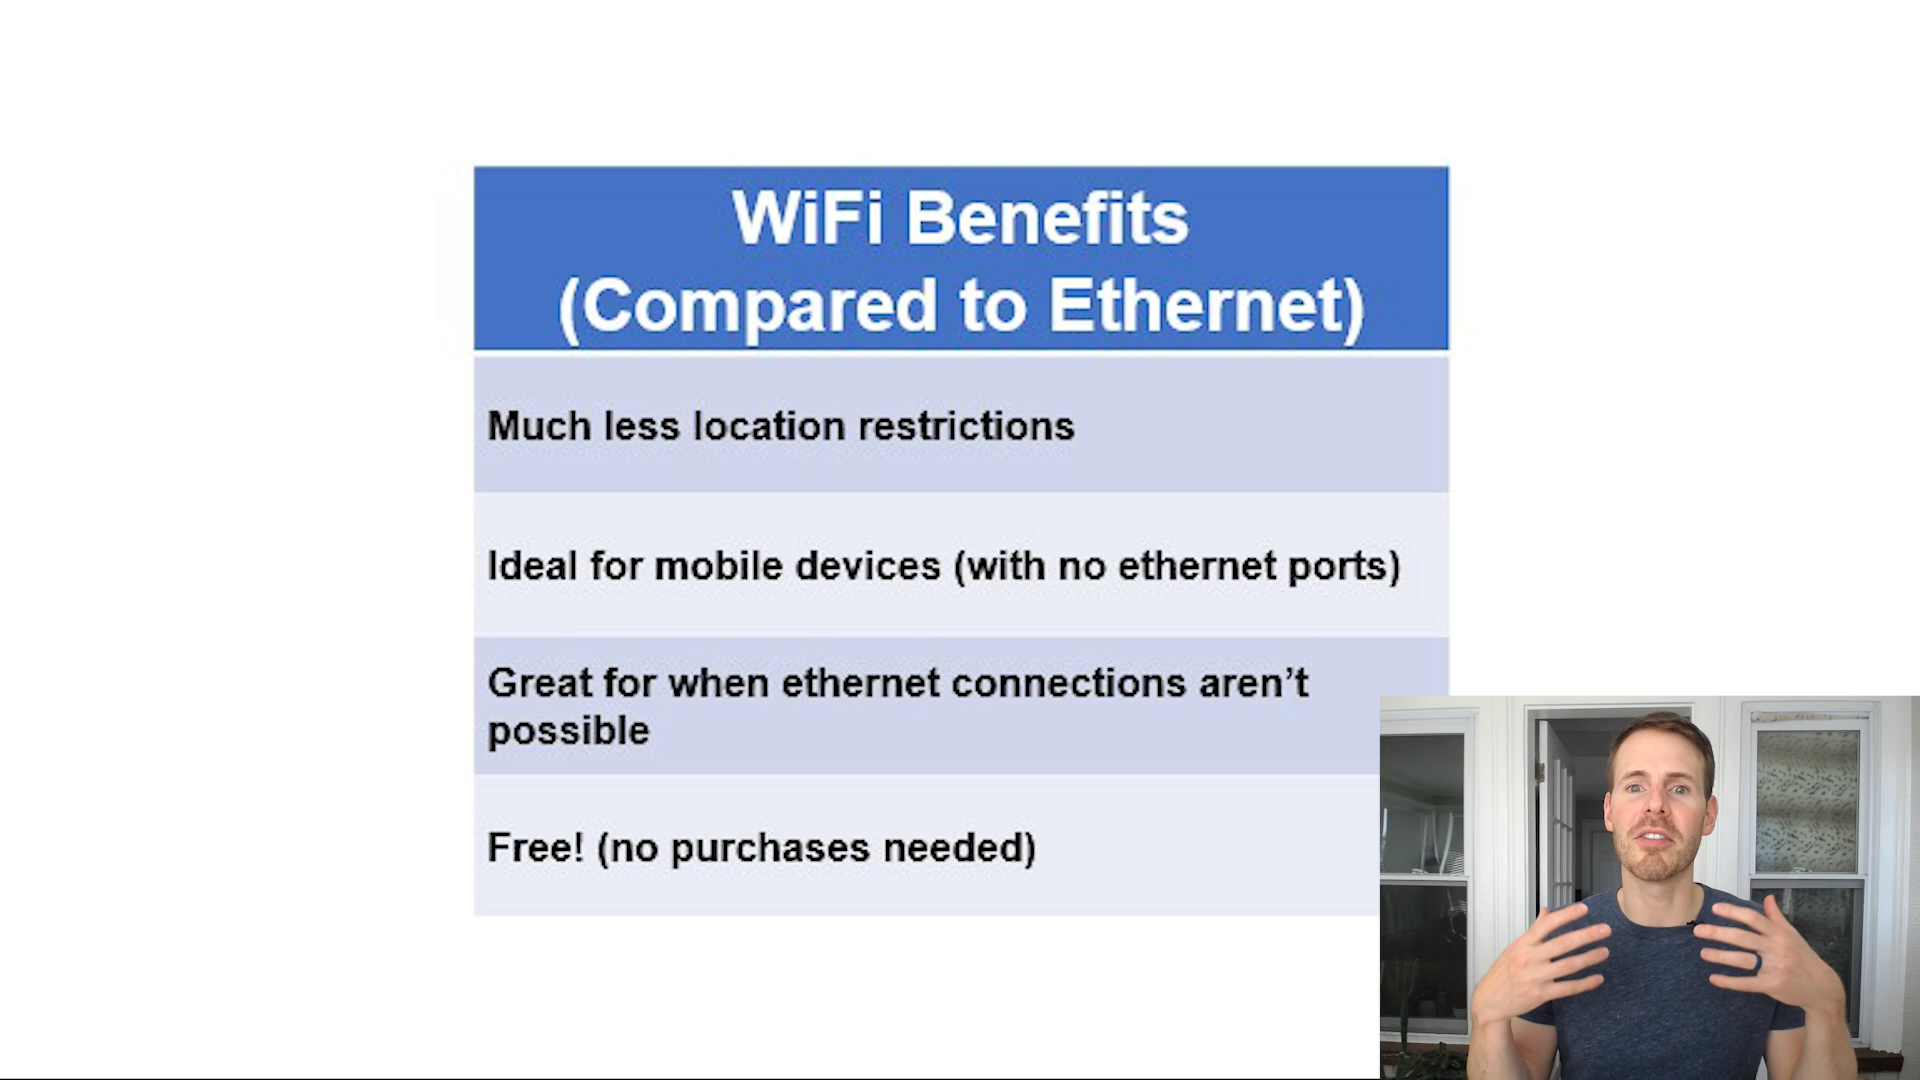 WiFi Benefits
(Compared to Ethernet)
Much less location restrictions
Ideal for mobile devices (with no ethernet ports)
Great for when ethernet connections aren’t
possible
Free! (no purchases needed)